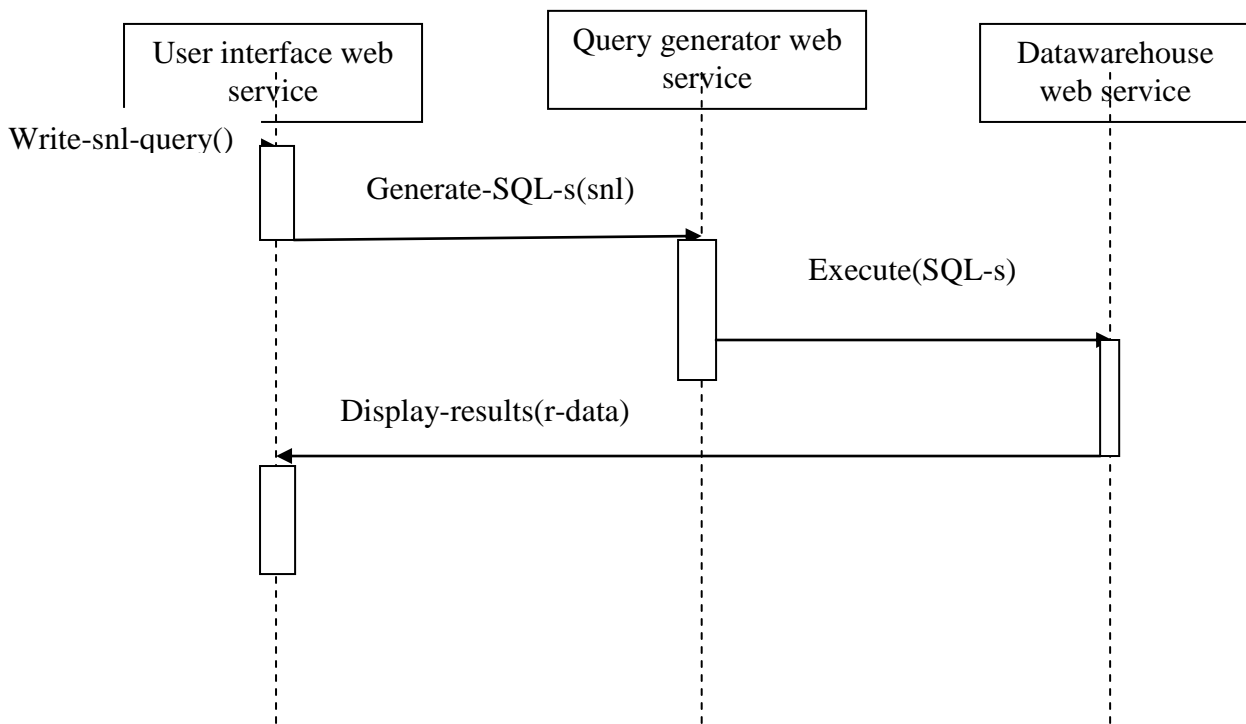 User interface web
service
Query generator web
service
Datawarehouse
web service
Write-snl-query()
Generate-SQL-s(snl)
Execute(SQL-s)
Display-results(r-data)